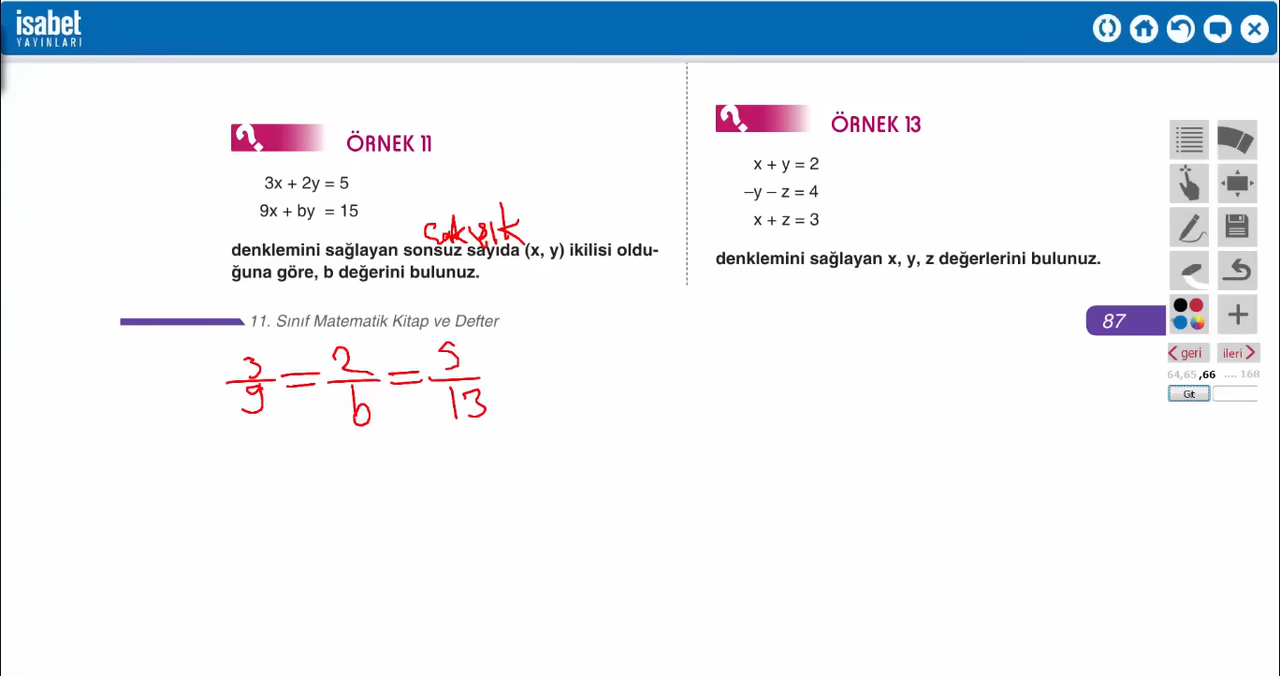 isabet
YAYINLARI
ÖRNEK 11
3x + 2y = 5
9x + by = 15
denklemini sağlayan sonsuz sayıda (x, y) ikilisi oldu-
ğuna göre, b değerini bulunuz.
11. Sınıf Matematik Kitap ve Defter
3/9 = 2/b = 5/13
ÖRNEK 13
x + y = 2
–y – z = 4
x + z = 3
denklemini sağlayan x, y, z değerlerini bulunuz.
87
geri ileri
64,65,66 .... 168
Git